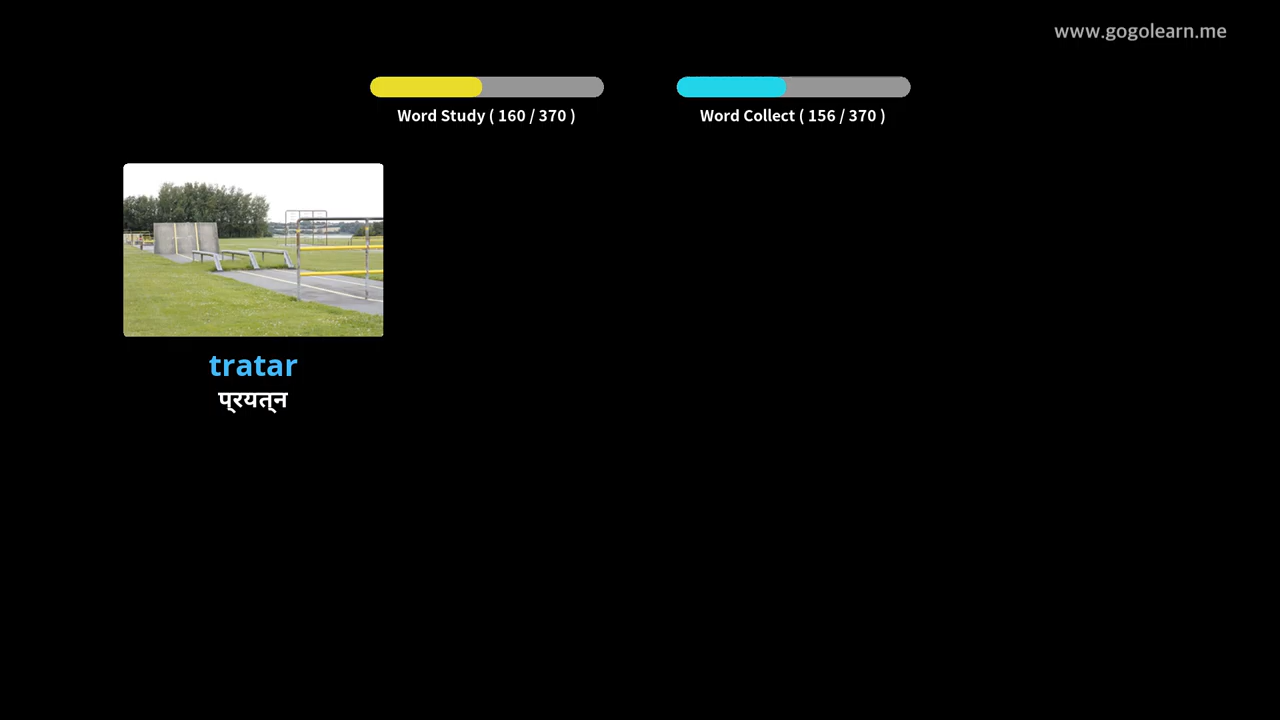 www.gogolearn.me
Word Study ( 160 / 370 )
Word Collect ( 156 / 370 )
tratar
प्रयत्न